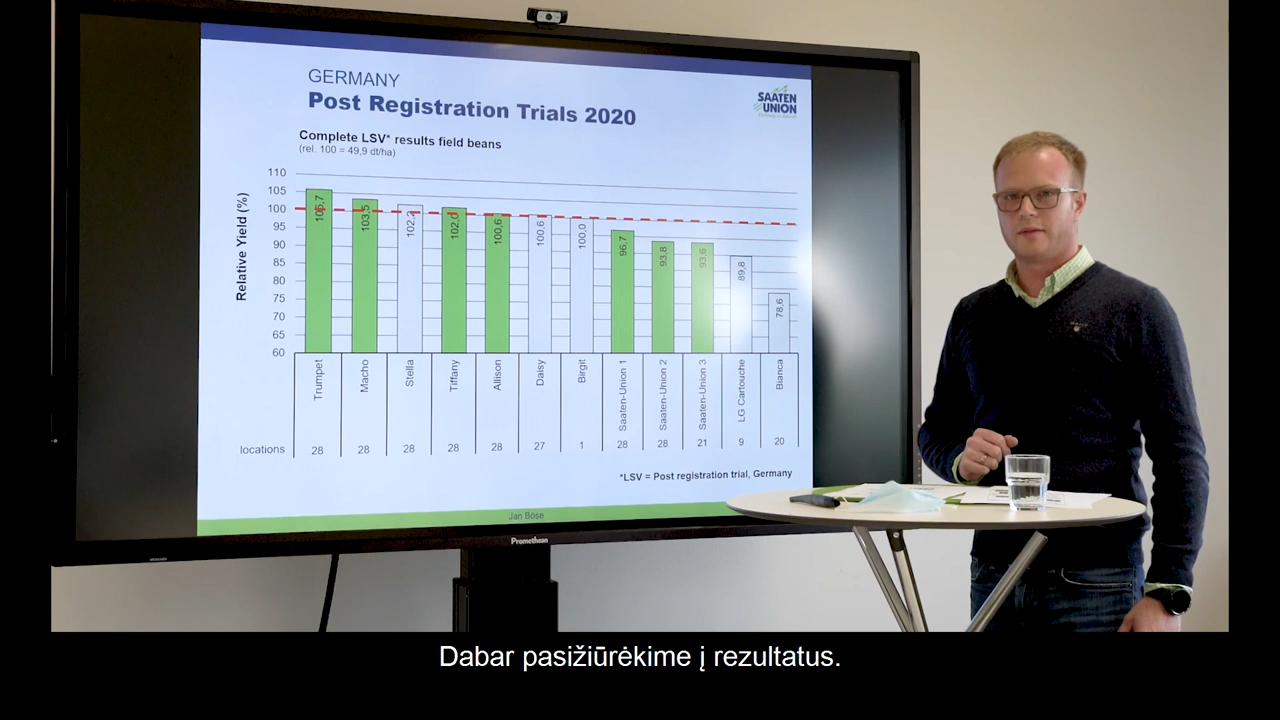 GERMANY
Post Registration Trials 2020
SAATEN
UNION
Complete LSV* results field beans
(rel. 100 = 49,9 dt/ha)
Relative Yield (%)
110
105
100
95
90
85
80
75
70
65
60
105,7
103,5
102,2
102,0
100,6
100,6
100,0
96,7
93,8
93,6
89,8
78,6
Trumpet
Macho
Stella
Tiffany
Allison
Daisy
Birgit
Saaten-Union 1
Saaten-Union 2
Saaten-Union 3
LG Cartouche
Bianca
locations 28 28 28 28 28 27 1 28 28 21 9 20
*LSV = Post registration trial, Germany
Jan Böse
Promethean
Dabar pasižiūrėkime į rezultatus.